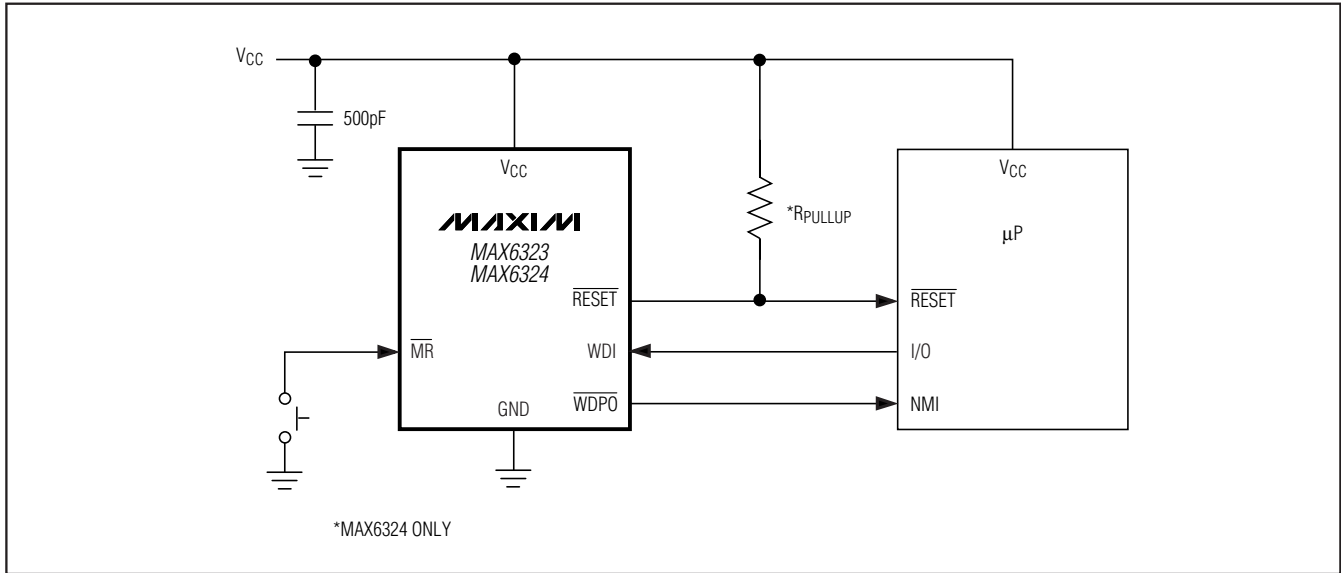 VCC
500pF
VCC
MAXIM
MAX6323
MAX6324
RESET
MR
WDI
GND
WDPO
*RPULLUP
VCC
μP
RESET
I/O
NMI
*MAX6324 ONLY